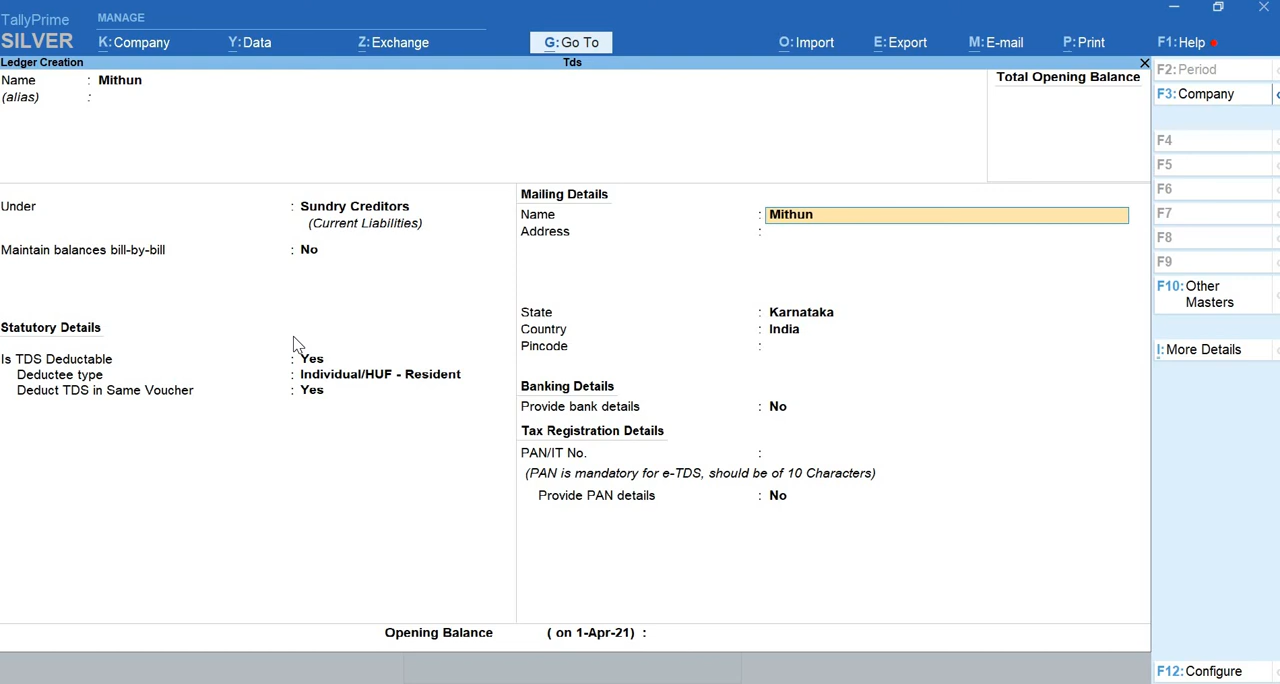 TallyPrime MANAGE
SILVER K:Company Y:Data Z:Exchange G:Go To O:Import E:Export M:E-mail P:Print F1:Help
Ledger Creation Tds
Name : Mithun Total Opening Balance
(alias) :
Under : Sundry Creditors
(Current Liabilities)
Maintain balances bill-by-bill : No
Statutory Details
Is TDS Deductable : Yes
Deductee type : Individual/HUF - Resident
Deduct TDS in Same Voucher : Yes
Mailing Details
Name : Mithun
Address :
State : Karnataka
Country : India
Pincode :
Banking Details
Provide bank details : No
Tax Registration Details
PAN/IT No. :
(PAN is mandatory for e-TDS, should be of 10 Characters)
Provide PAN details : No
Opening Balance ( on 1-Apr-21) :
F2: Period
F3: Company
F4
F5
F6
F7
F8
F9
F10: Other
Masters
I: More Details
F12: Configure